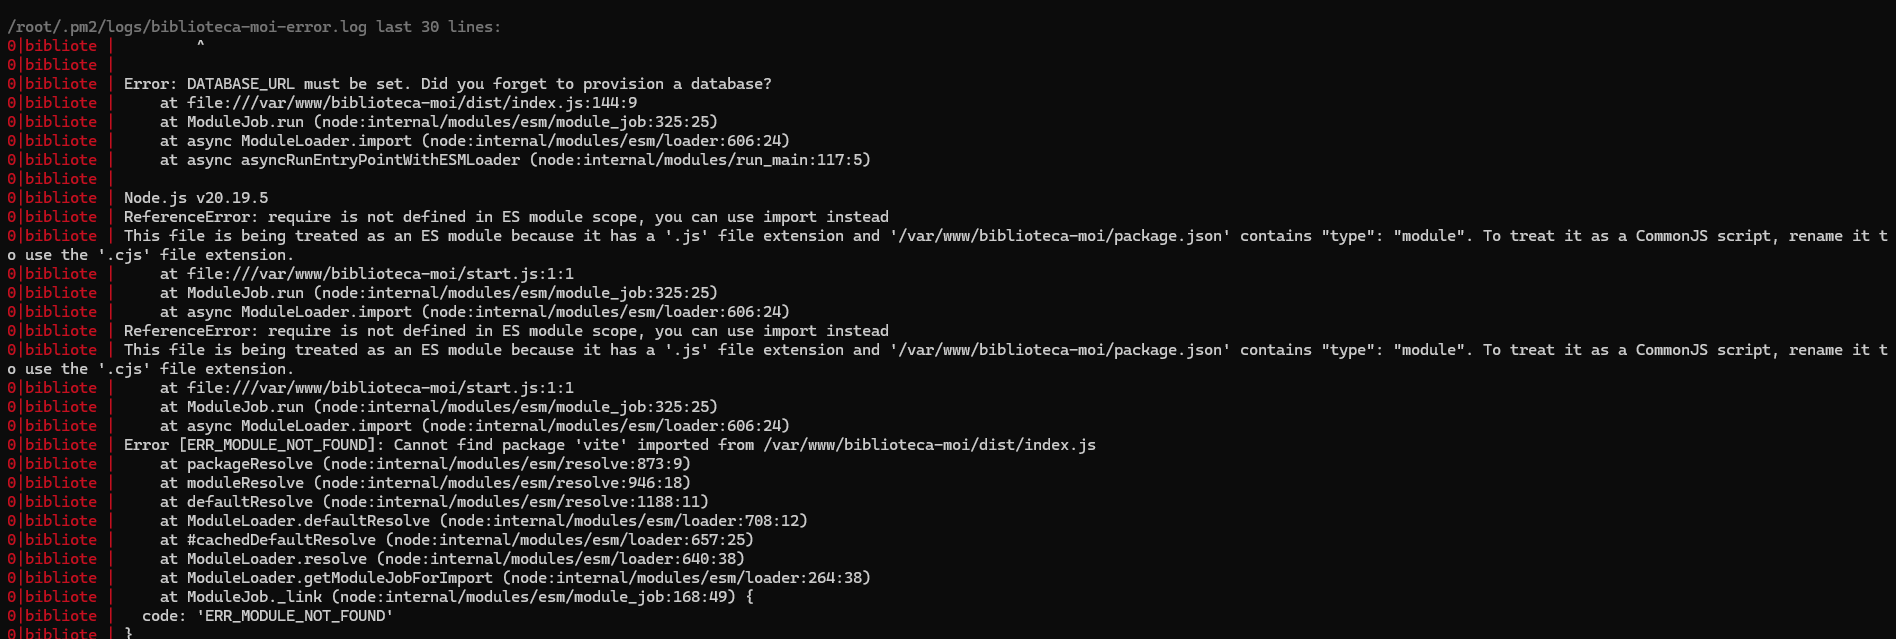 /root/.pm2/logs/biblioteca-moi-error.log last 30 lines:
0|bibliote |         ^
0|bibliote |
0|bibliote | Error: DATABASE_URL must be set. Did you forget to provision a database?
0|bibliote |     at file:///var/www/biblioteca-moi/dist/index.js:144:9
0|bibliote |     at ModuleJob.run (node:internal/modules/esm/module_job:325:25)
0|bibliote |     at async ModuleLoader.import (node:internal/modules/esm/loader:606:24)
0|bibliote |     at async asyncRunEntryPointWithESMLoader (node:internal/modules/run_main:117:5)
0|bibliote |
0|bibliote | Node.js v20.19.5
0|bibliote | ReferenceError: require is not defined in ES module scope, you can use import instead
0|bibliote | This file is being treated as an ES module because it has a '.js' file extension and '/var/www/biblioteca-moi/package.json' contains "type": "module". To treat it as a CommonJS script, rename it t
o use the '.cjs' file extension.
0|bibliote |     at file:///var/www/biblioteca-moi/start.js:1:1
0|bibliote |     at ModuleJob.run (node:internal/modules/esm/module_job:325:25)
0|bibliote |     at async ModuleLoader.import (node:internal/modules/esm/loader:606:24)
0|bibliote | ReferenceError: require is not defined in ES module scope, you can use import instead
0|bibliote | This file is being treated as an ES module because it has a '.js' file extension and '/var/www/biblioteca-moi/package.json' contains "type": "module". To treat it as a CommonJS script, rename it t
o use the '.cjs' file extension.
0|bibliote |     at file:///var/www/biblioteca-moi/start.js:1:1
0|bibliote |     at ModuleJob.run (node:internal/modules/esm/module_job:325:25)
0|bibliote |     at async ModuleLoader.import (node:internal/modules/esm/loader:606:24)
0|bibliote | Error [ERR_MODULE_NOT_FOUND]: Cannot find package 'vite' imported from /var/www/biblioteca-moi/dist/index.js
0|bibliote |     at packageResolve (node:internal/modules/esm/resolve:873:9)
0|bibliote |     at moduleResolve (node:internal/modules/esm/resolve:946:18)
0|bibliote |     at defaultResolve (node:internal/modules/esm/resolve:1188:11)
0|bibliote |     at ModuleLoader.defaultResolve (node:internal/modules/esm/loader:708:12)
0|bibliote |     at #cachedDefaultResolve (node:internal/modules/esm/loader:657:25)
0|bibliote |     at ModuleLoader.resolve (node:internal/modules/esm/loader:640:38)
0|bibliote |     at ModuleLoader.getModuleJobForImport (node:internal/modules/esm/loader:264:38)
0|bibliote |     at ModuleJob._link (node:internal/modules/esm/module_job:168:49) {
0|bibliote |   code: 'ERR_MODULE_NOT_FOUND'
0|bibliote | }